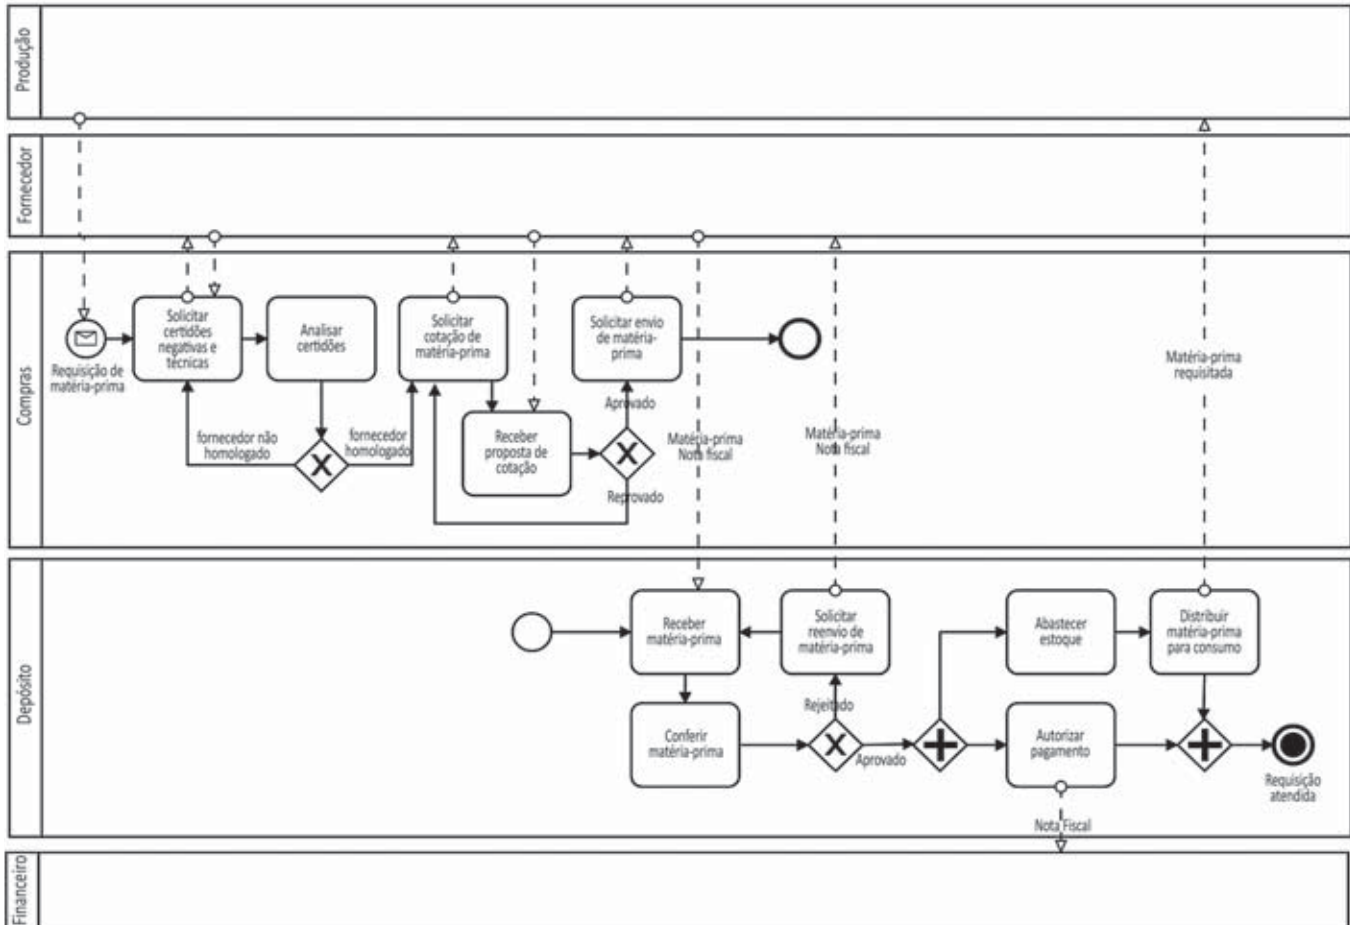 Produção
Fornecedor
Compras
Requisição de
matéria-prima
Solicitar
certidões
negativas e
técnicas
Analisar
certidões
fornecedor não
homologado
fornecedor
homologado
Solicitar
cotação de
matéria-prima
Receber
proposta de
cotação
Solicitar envio
de matéria-
prima
Aprovado
Reprovado
Matéria-prima
Nota fiscal
Matéria-prima
Nota fiscal
Matéria-prima
requisitada
Depósito
Receber
matéria-prima
Solicitar
reenvio de
matéria-prima
Abastecer
estoque
Distribuir
matéria-prima
para consumo
Conferir
matéria-prima
Rejeitado
Aprovado
Autorizar
pagamento
Requisição
atendida
Nota Fiscal
Financeiro